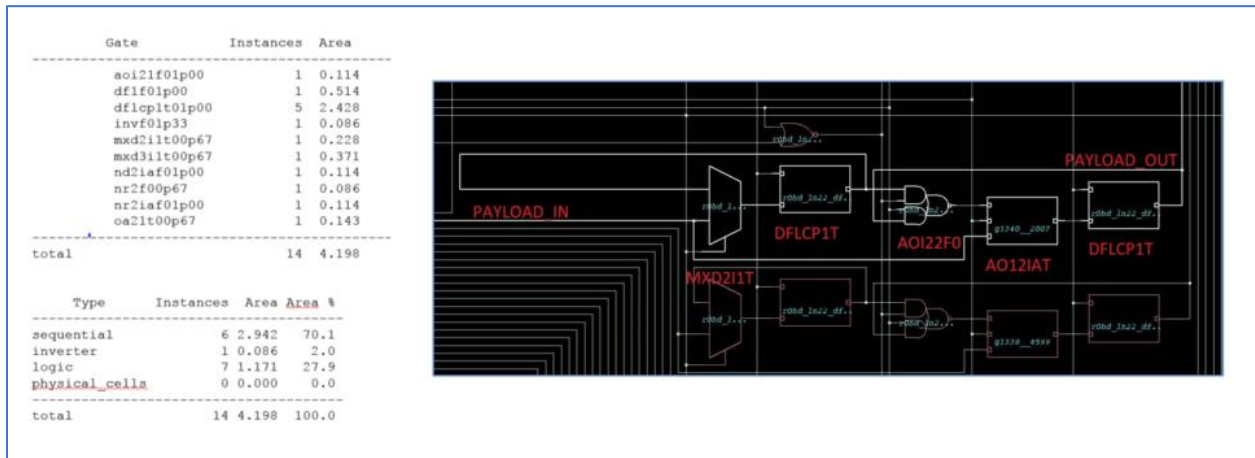 Gate Instances Area
aoi21f01p00 1 0.114
df1f01p00 1 0.514
dflcp1t01p00 5 2.428
invf01p33 1 0.086
mxd2i1t00p67 1 0.228
mxd3i1t00p67 1 0.371
nd2iaf01p00 1 0.114
nr2f00p67 1 0.086
nr2iaf01p00 1 0.114
oa21t00p67 1 0.143
total 14 4.198
Type Instances Area Area %
sequential 6 2.942 70.1
inverter 1 0.086 2.0
logic 7 1.171 27.9
physical_cells 0 0.000 0.0
total 14 4.198 100.0
PAYLOAD_OUT
PAYLOAD_IN
DFLCP1T
AOI22F0
AO12IAT
DFLCP1T
MXD2I1T